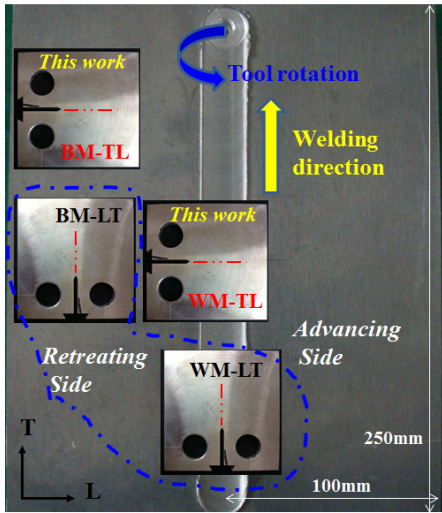 This work
BM-TL
Tool rotation
Welding
direction
BM-LT
This work
WM-TL
Retreating
Side
WM-LT
Advancing
Side
250mm
100mm
T
L